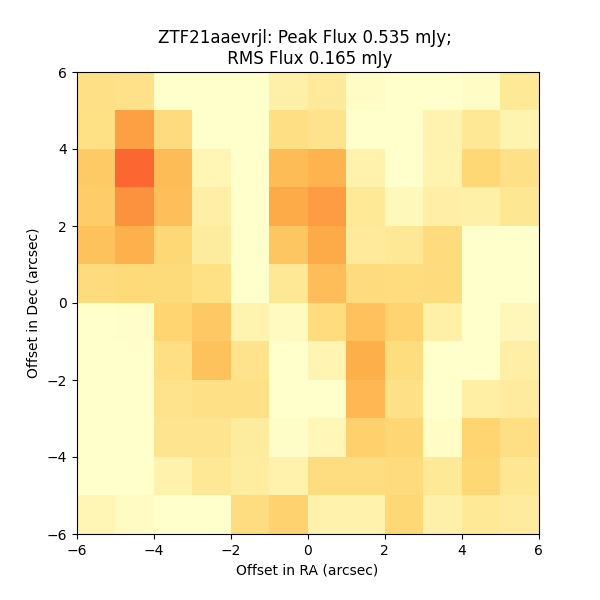 ZTF21aaevrjl: Peak Flux 0.535 mJy;
RMS Flux 0.165 mJy
6
4
2
0
−2
−4
−6
Offset in Dec (arcsec)
−6 −4 −2 0 2 4 6
Offset in RA (arcsec)